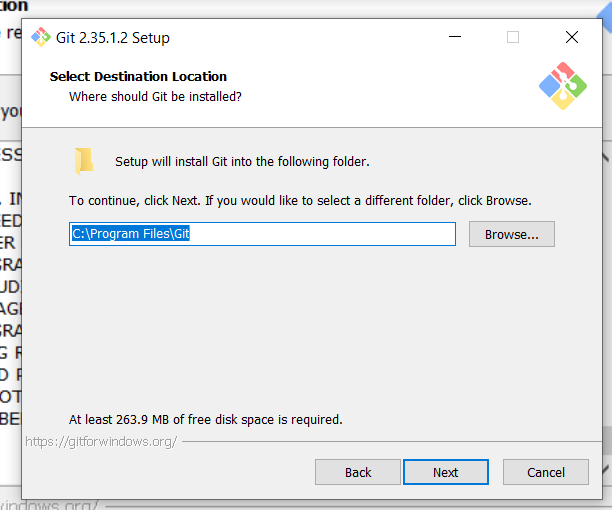 Git 2.35.1.2 Setup
Select Destination Location
Where should Git be installed?
Setup will install Git into the following folder.
To continue, click Next. If you would like to select a different folder, click Browse.
C:\Program Files\Git
Browse...
At least 263.9 MB of free disk space is required.
https://gitforwindows.org/
Back
Next
Cancel